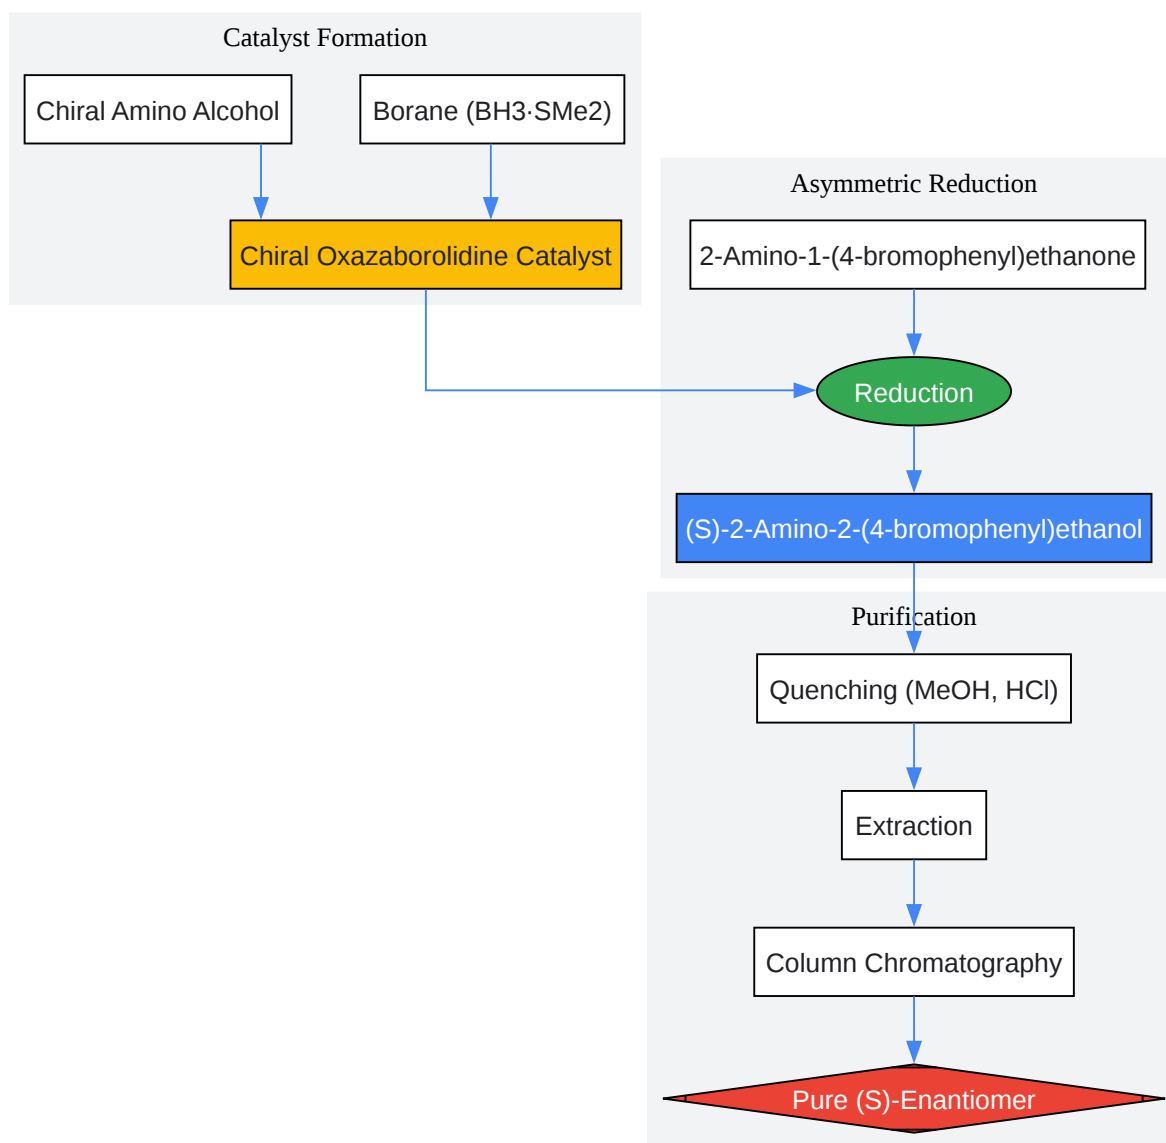 Catalyst Formation
Chiral Amino Alcohol
Borane (BH3·SMe2)
Chiral Oxazaborolidine Catalyst
Asymmetric Reduction
2-Amino-1-(4-bromophenyl)ethanone
Reduction
(S)-2-Amino-2-(4-bromophenyl)ethanol
Purification
Quenching (MeOH, HCl)
Extraction
Column Chromatography
Pure (S)-Enantiomer